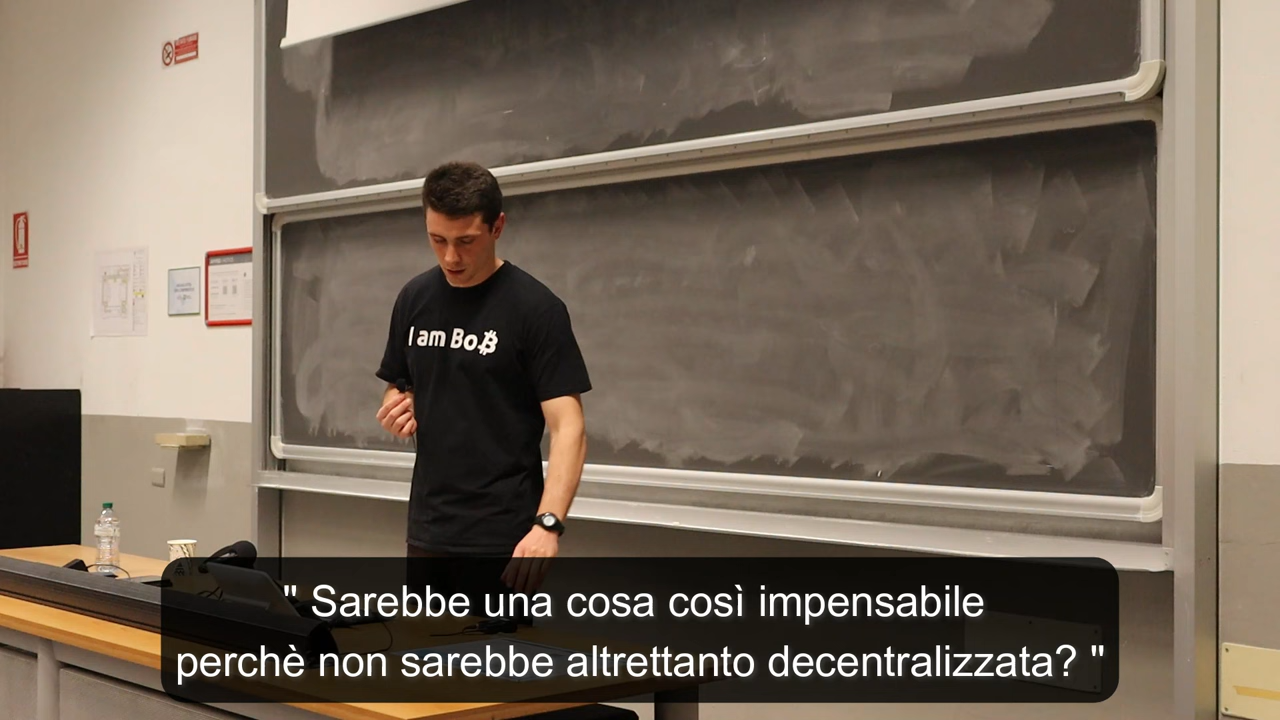 I am Bo₿
" Sarebbe una cosa così impensabile
perchè non sarebbe altrettanto decentralizzata? "